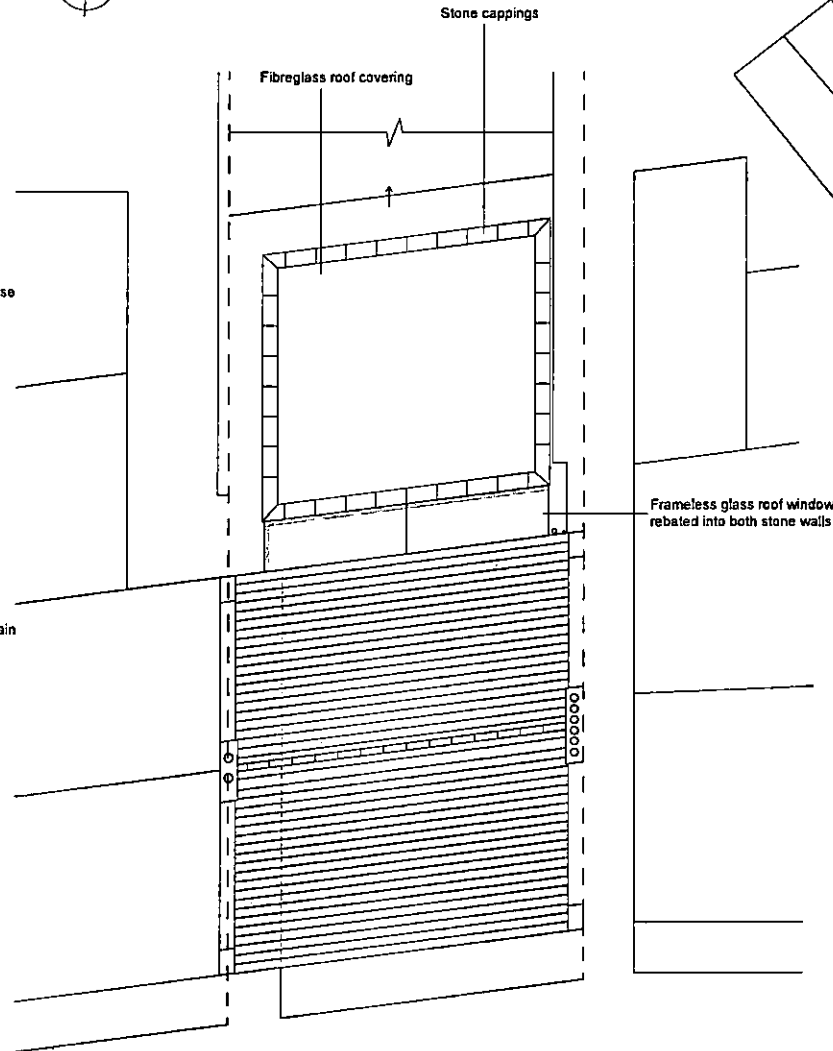 Stone cappings
Fibreglass roof covering
se
Frameless glass roof window
rebated into both stone walls
ain